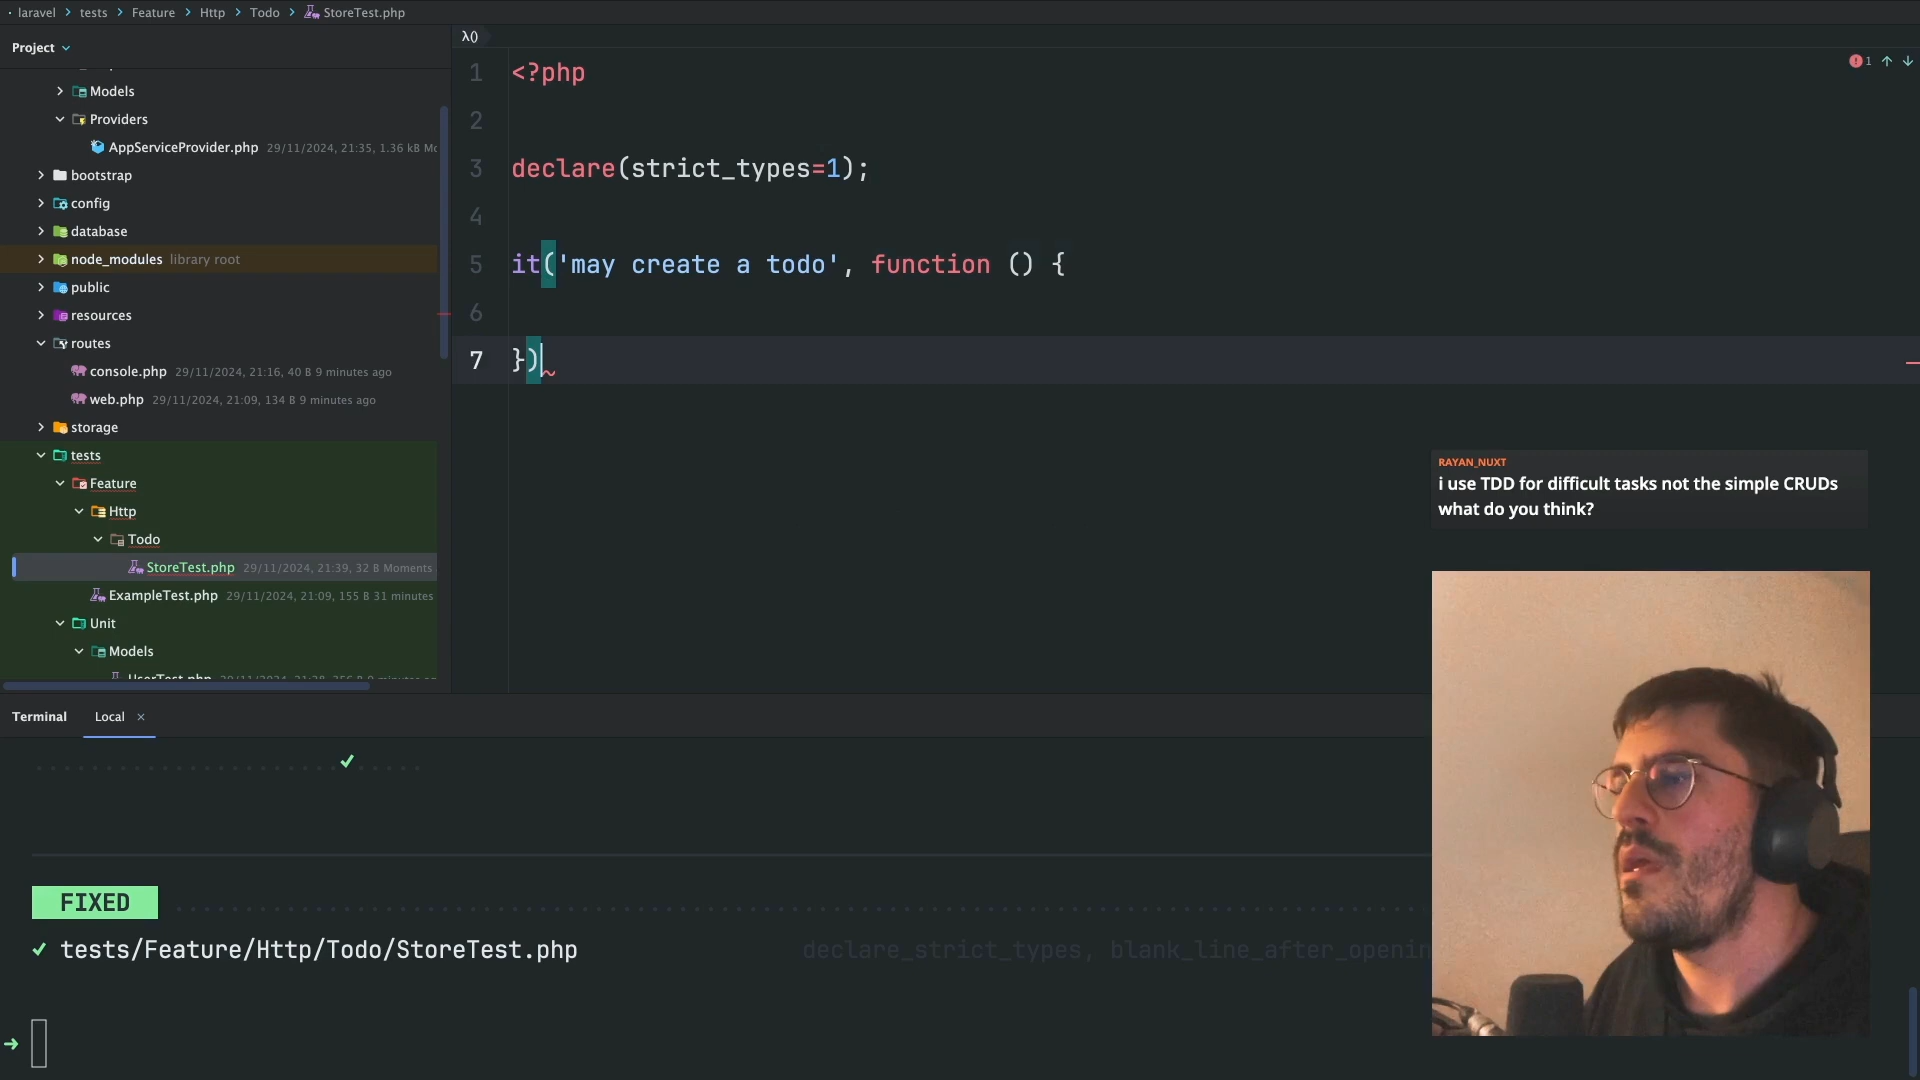 laravel > tests > Feature > Http > Todo > StoreTest.php
Project
Models
Providers
AppServiceProvider.php 29/11/2024, 21:35, 1.36 kB Mo
bootstrap
config
database
node_modules library root
public
resources
routes
console.php 29/11/2024, 21:16, 40 B 9 minutes ago
web.php 29/11/2024, 21:09, 134 B 9 minutes ago
storage
tests
Feature
Http
Todo
StoreTest.php 29/11/2024, 21:39, 32 B Moments
ExampleTest.php 29/11/2024, 21:09, 155 B 31 minutes
Unit
Models
λ()
1
1 <?php
2
3 declare(strict_types=1);
4
5 it('may create a todo', function () {
6
7 })
RAYAN_NUXT
i use TDD for difficult tasks not the simple CRUDs
what do you think?
Terminal Local ×
FIXED
✓ tests/Feature/Http/Todo/StoreTest.php declare_strict_types, blank_line_after_openin